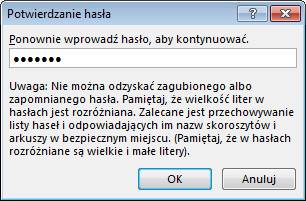 Potwierdzanie hasła
Ponownie wprowadź hasło, aby kontynuować.
●●●●●●●
Uwaga: Nie można odzyskać zagubionego albo
zapomnianego hasła. Pamiętaj, że wielkość liter w
hasłach jest rozróżniana. Zalecane jest przechowywanie
listy haseł i odpowiadających im nazw skoroszytów i
arkuszy w bezpiecznym miejscu. (Pamiętaj, że w hasłach
rozróżniane są wielkie i małe litery).
OK Anuluj